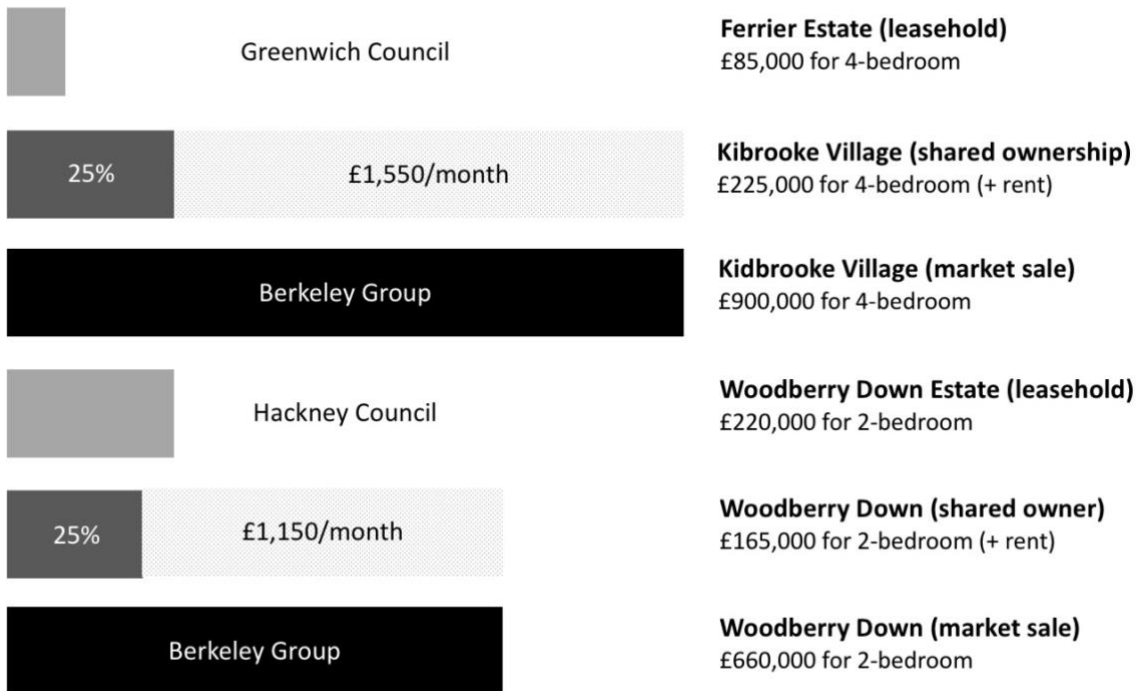 Greenwich Council
Ferrier Estate (leasehold)
£85,000 for 4-bedroom
25%
£1,550/month
Kibrooke Village (shared ownership)
£225,000 for 4-bedroom (+ rent)
Berkeley Group
Kidbrooke Village (market sale)
£900,000 for 4-bedroom
Hackney Council
Woodberry Down Estate (leasehold)
£220,000 for 2-bedroom
25%
£1,150/month
Woodberry Down (shared owner)
£165,000 for 2-bedroom (+ rent)
Berkeley Group
Woodberry Down (market sale)
£660,000 for 2-bedroom